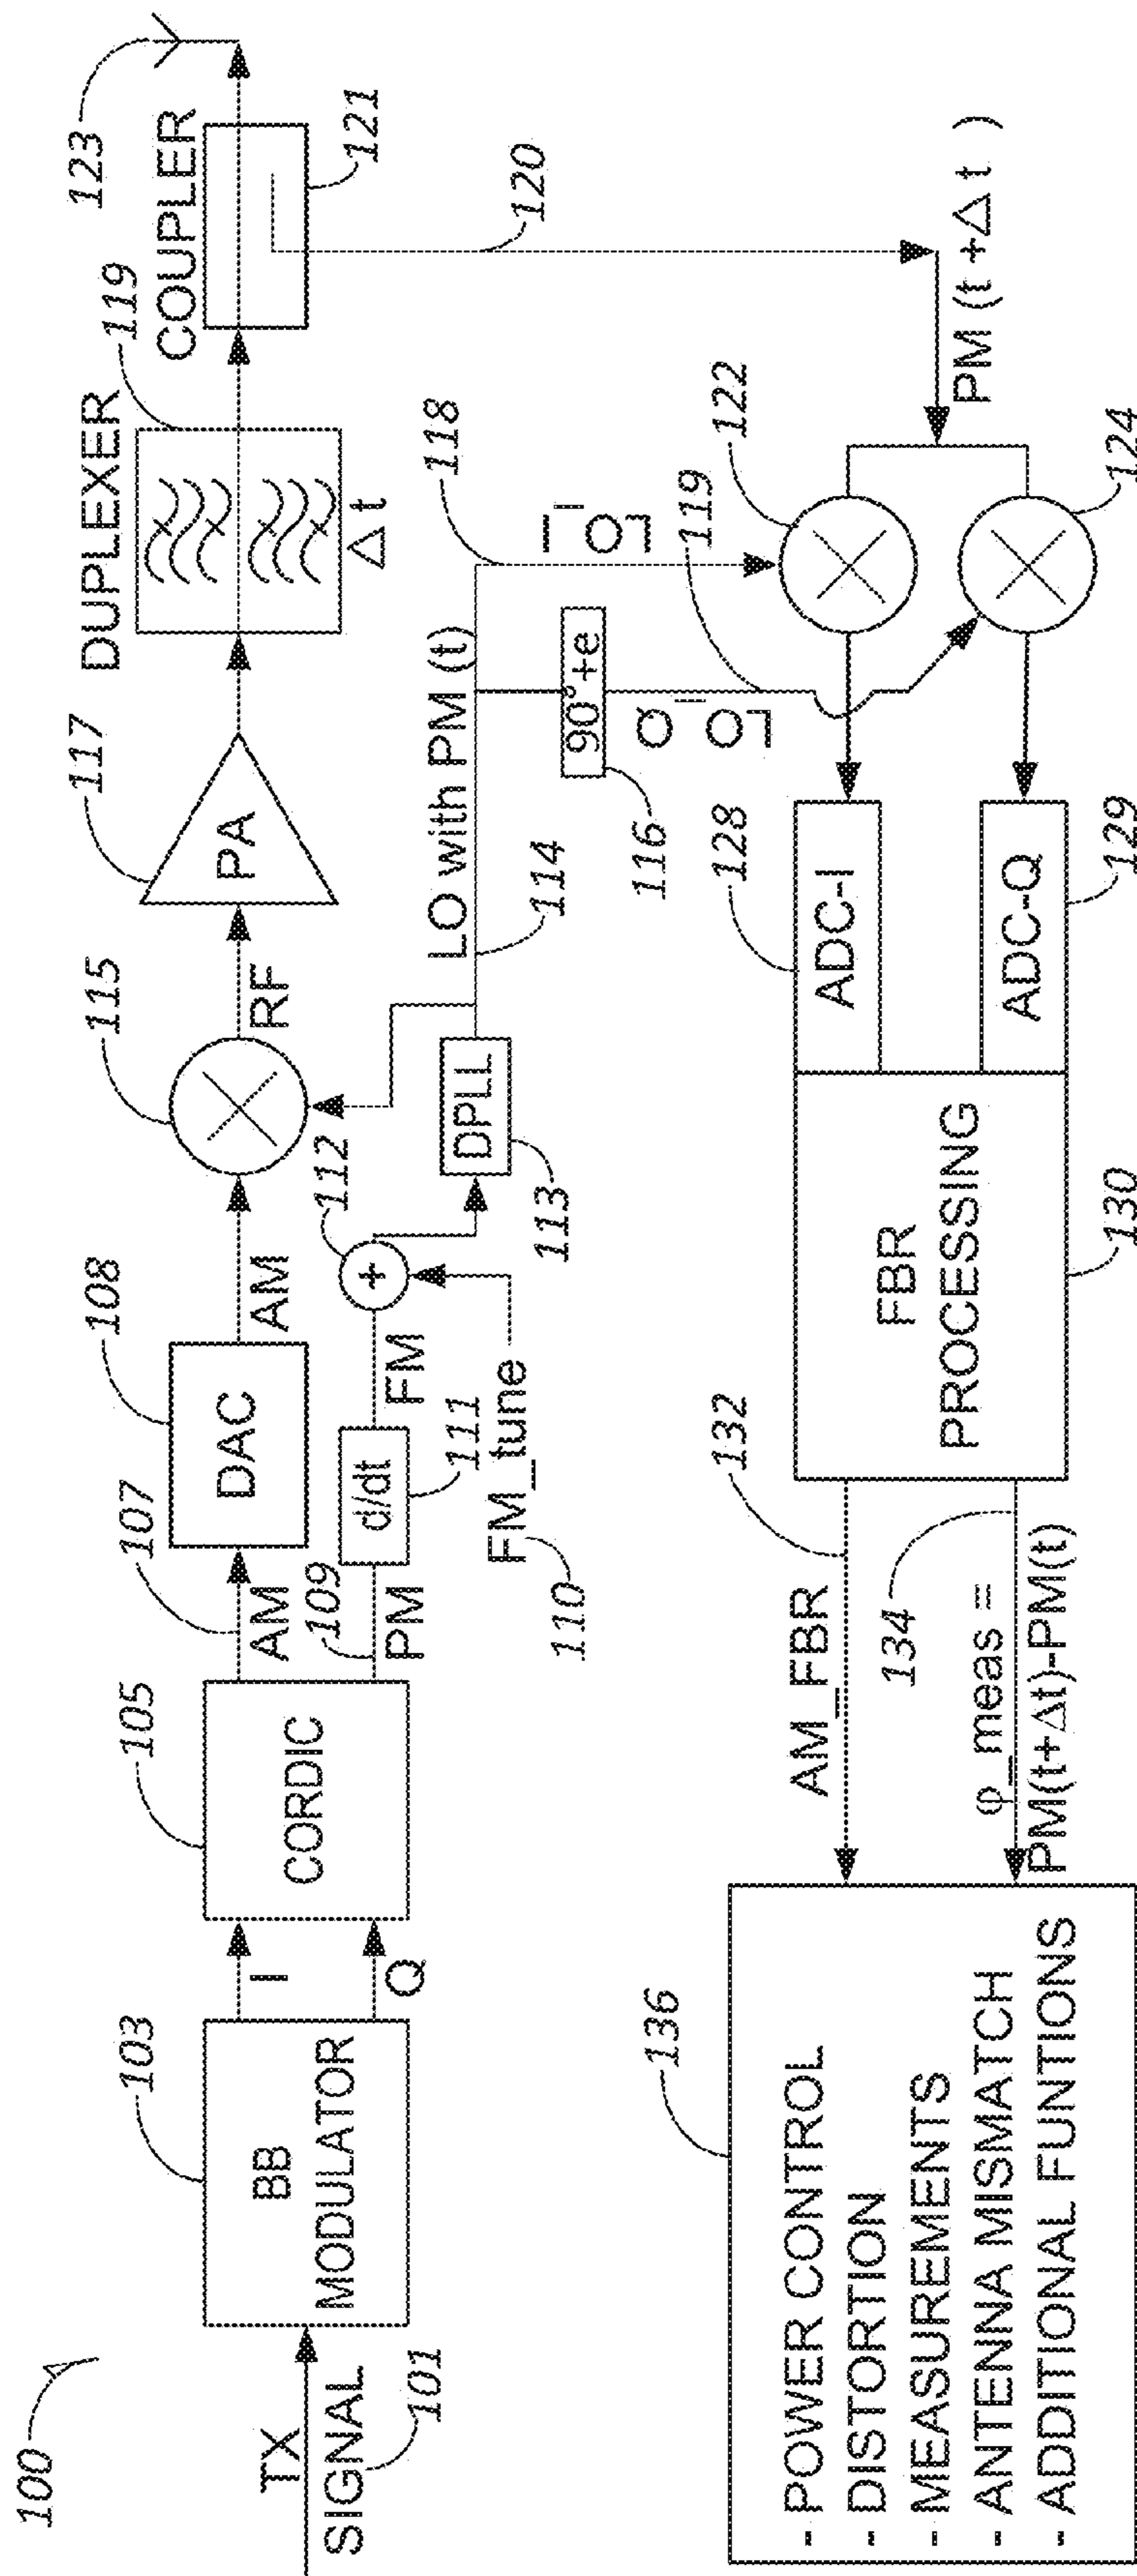 100
TX
SIGNAL
101
BB
MODULATOR
103
I
Q
CORDIC
105
AM
107
PM
109
DAC
108
AM
d/dt
111
FM
FM_tune
110
+
112
DPLL
113
115
RF
PA
117
DUPLEXER
119
Δt
COUPLER
121
123
120
LO with PM (t)
114
90°+e
116
LO_I
118
LO_Q
119
PM (t +Δt )
122
124
ADC-I
128
ADC-Q
129
FBR
PROCESSING
130
AM_FBR
132
φ_meas =
PM(t+Δt)-PM(t)
134
136
- POWER CONTROL
- DISTORTION
- MEASUREMENTS
- ANTENNA MISMATCH
- ADDITIONAL FUNTIONS